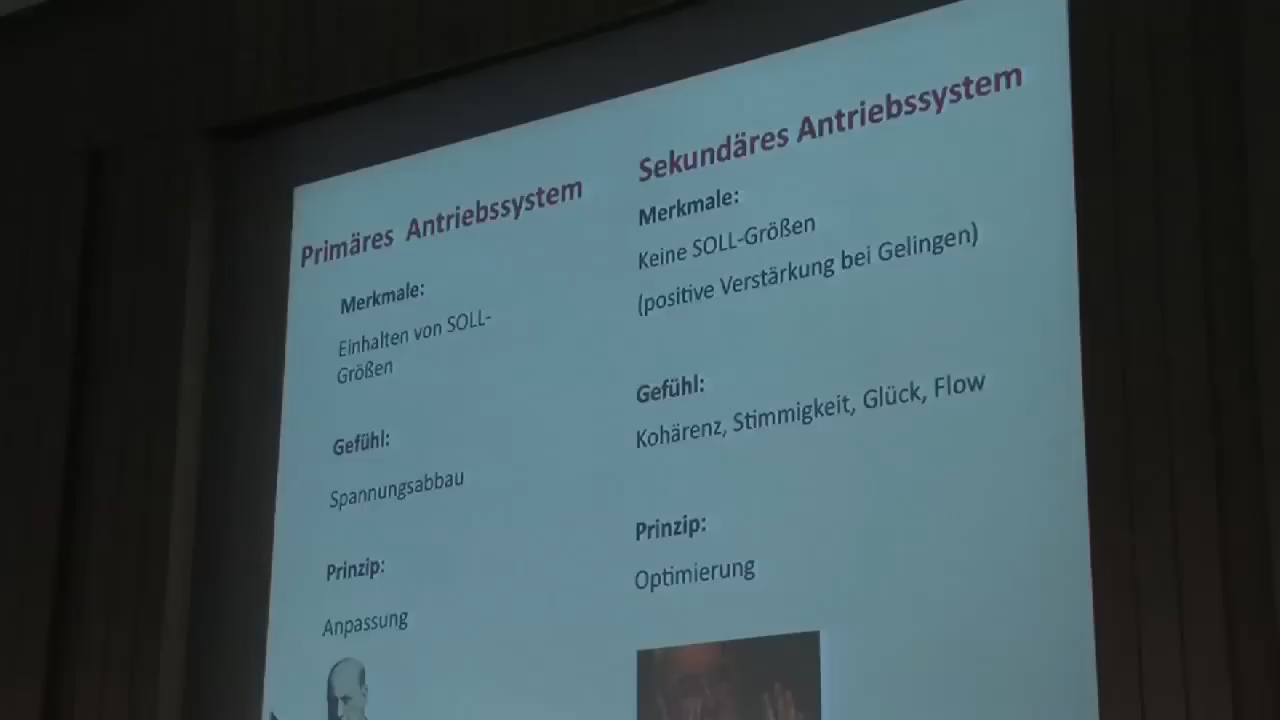 Primäres Antriebssystem
Merkmale:
Einhalten von SOLL-
Größen
Gefühl:
Spannungsabbau
Prinzip:
Anpassung
Sekundäres Antriebssystem
Merkmale:
Keine SOLL-Größen
(positive Verstärkung bei Gelingen)
Gefühl:
Kohärenz, Stimmigkeit, Glück, Flow
Prinzip:
Optimierung